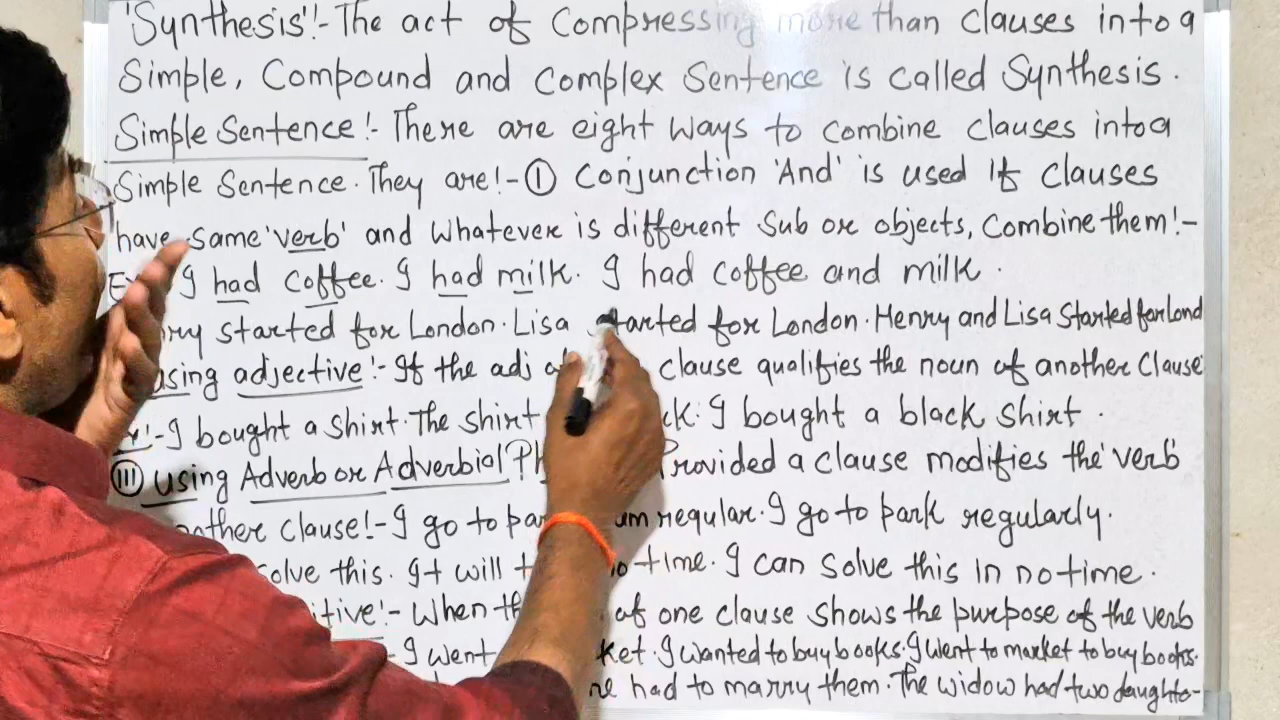 'Synthesis'!- The act of Compressing more than clauses into a
Simple, Compound and Complex Sentence is called Synthesis.
Simple Sentence!- There are eight ways to combine clauses into a
Simple Sentence. They are!- ① Conjunction 'And' is used If clauses
have same 'verb' and whatever is different Sub or objects, Combine them!-
I had coffee. I had milk. I had coffee and milk.
started for London. Lisa started for London. Henry and Lisa Started for Lond
using adjective!- If the adj clause qualifies the noun of another Clause
I bought a shirt. The shirt I bought a black shirt.
III using Adverb or Adverbial Provided a clause modifies the 'verb'
clause!- I go to regular. I go to park regularly.
solve this. It will time. I can solve this in no time.
When of one clause shows the purpose of the verb
- I went I wanted to buy books. I went to market to buy books.
had to marry them. The widow had two daughte-